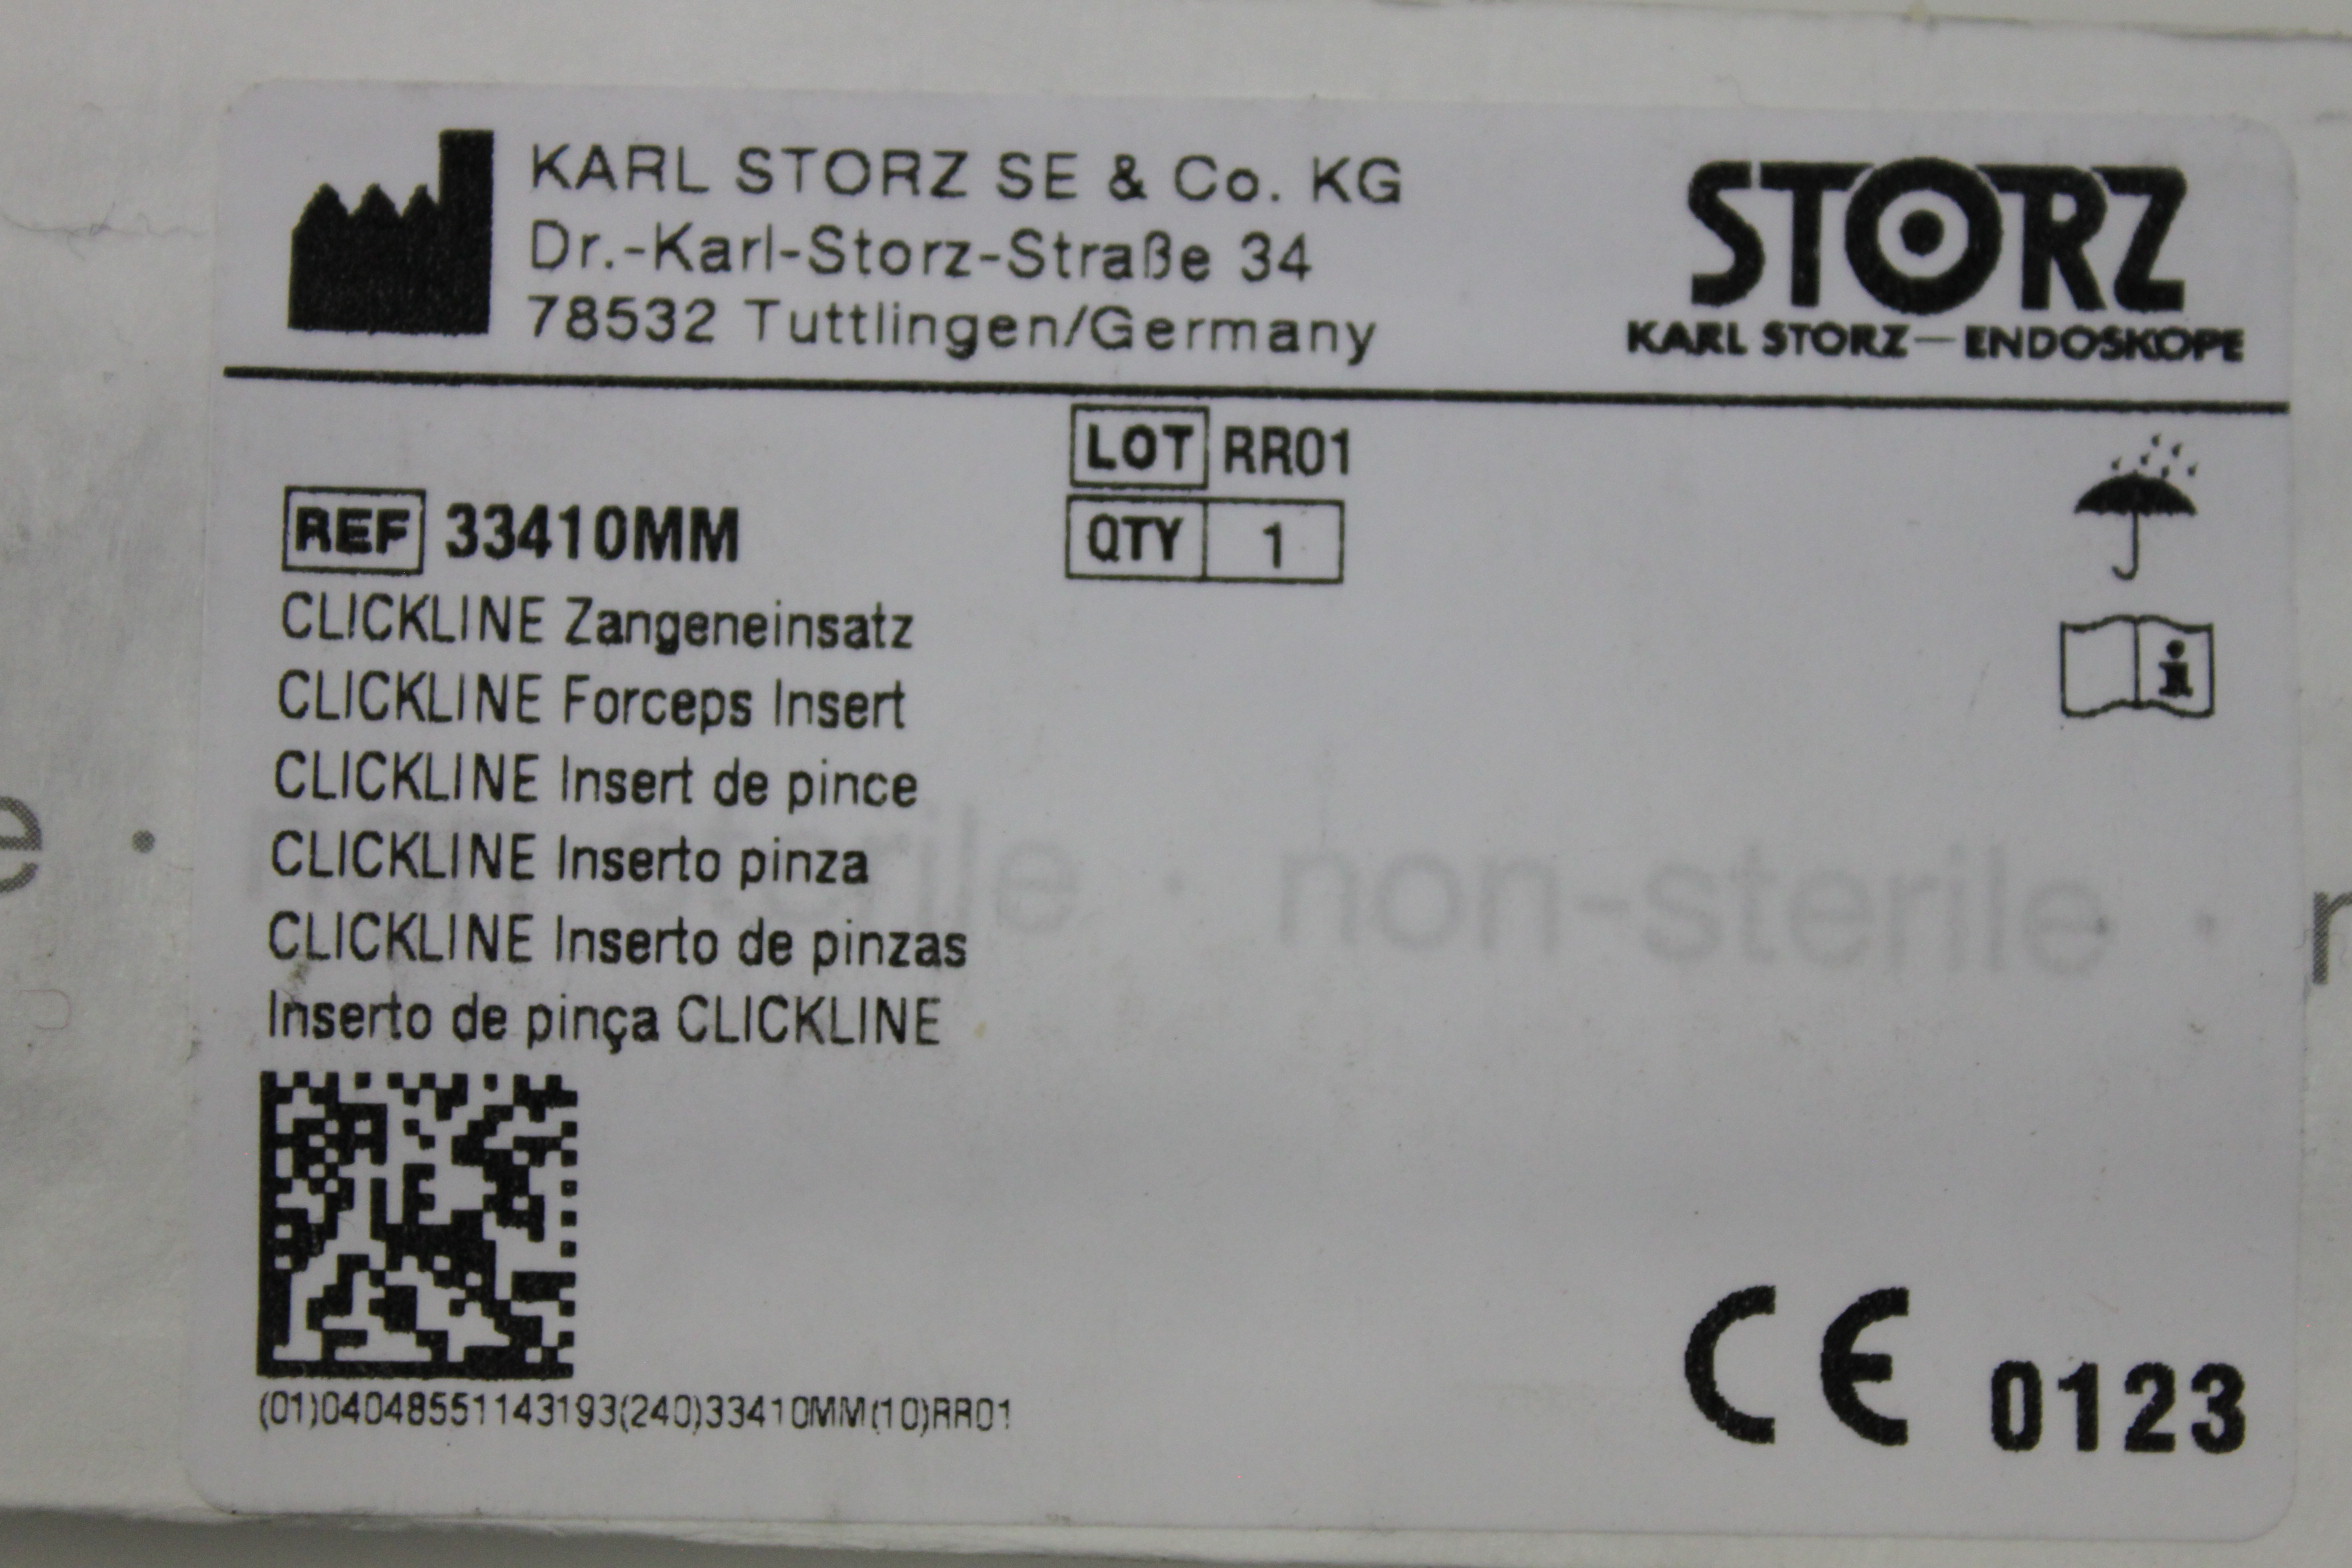 KARL STORZ SE & Co. KG
Dr.-Karl-Storz-Straße 34
78532 Tuttlingen/Germany
STORZ
KARL STORZ—ENDOSKOPE
LOT RR01
REF 33410MM
QTY 1
CLICKLINE Zangeneinsatz
CLICKLINE Forceps Insert
CLICKLINE Insert de pince
CLICKLINE Inserto pinza
CLICKLINE Inserto de pinzas
Inserto de pinça CLICKLINE
non-sterile · non-sterile ·
(01)04048551143193(240)33410MM(10)RR01
CE 0123